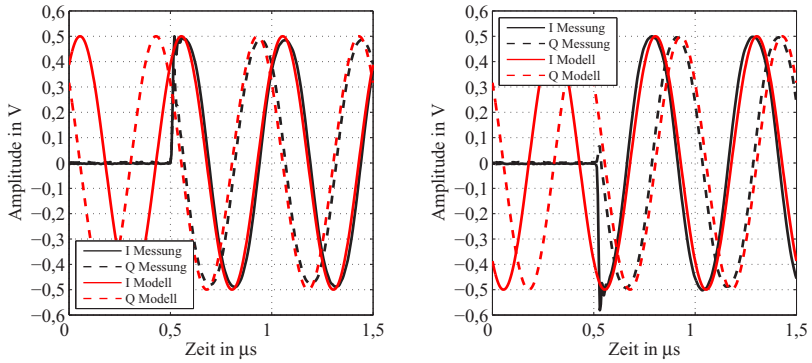 Amplitude in V
0,6
0,5
0,4
0,3
0,2
0,1
0
−0,1
−0,2
−0,3
−0,4
−0,5
−0,6
I Messung
Q Messung
I Modell
Q Modell
0
0,5
1
1,5
Zeit in µs
Amplitude in V
0,6
0,5
0,4
0,3
0,2
0,1
0
−0,1
−0,2
−0,3
−0,4
−0,5
−0,6
I Messung
Q Messung
I Modell
Q Modell
0
0,5
1
1,5
Zeit in µs